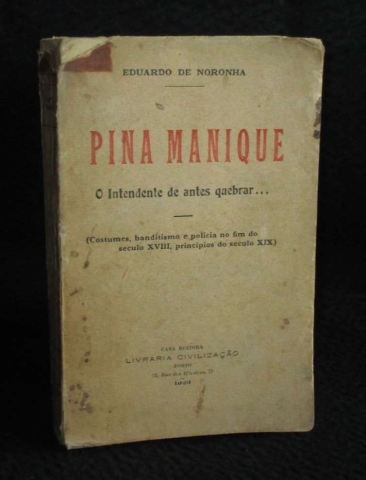 EDUARDO DE NORONHA
PINA MANIQUE
O Intendente de antes quebrar...
(Costumes, banditismo e policia no fim do
seculo XVIII, principios do seculo XIX)
CASA EDITORA
LIVRARIA CIVILIZAÇÃO
PORTO